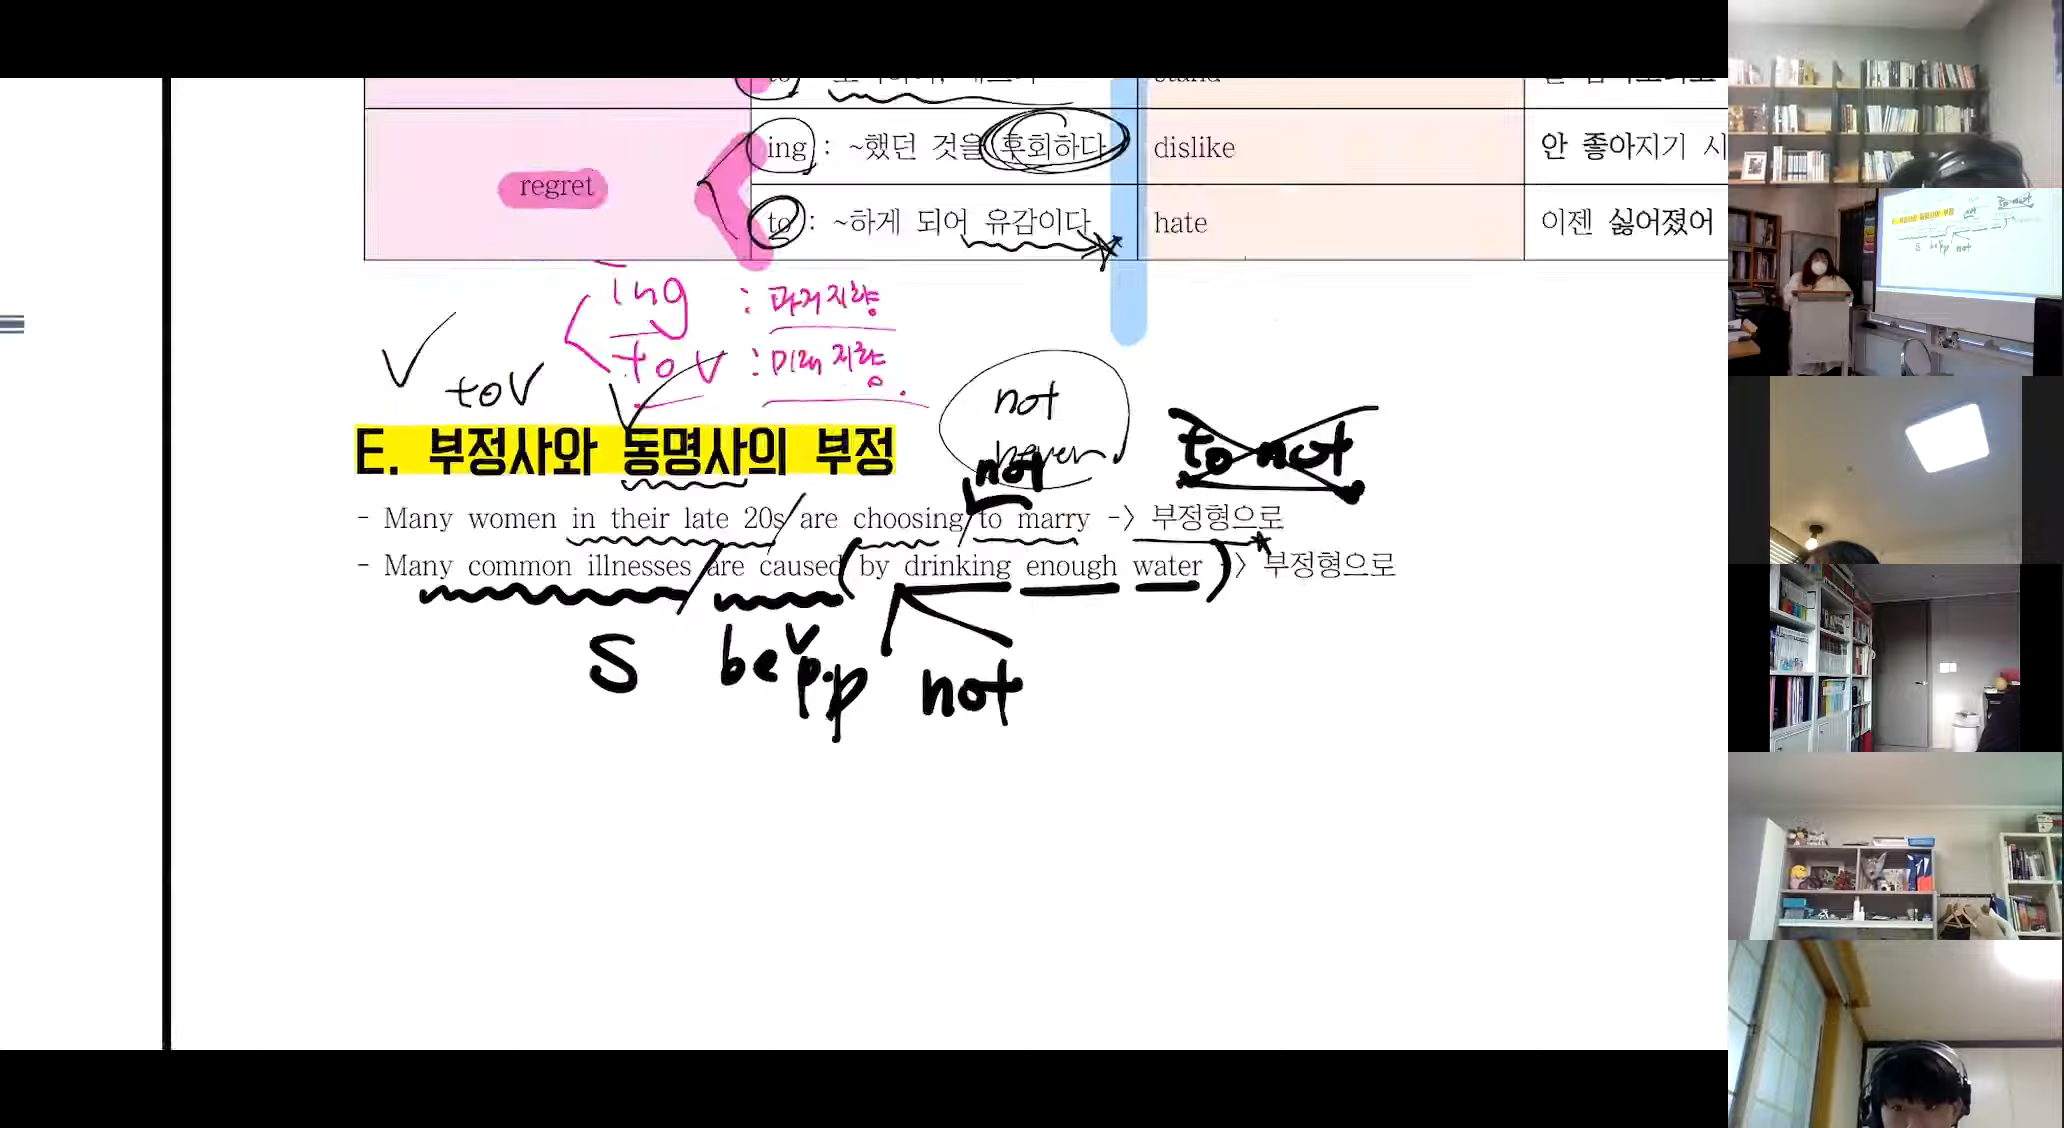 ing : ~했던 것을 후회하다
dislike
안 좋아지기 시
regret
to : ~하게 되어 유감이다
hate
이젠 싫어졌어
ing : 과거지향
to V : 미래지향
V
to V
not
never
to not
E. 부정사와 동명사의 부정
not
- Many women in their late 20s are choosing to marry -> 부정형으로
- Many common illnesses are caused by drinking enough water -> 부정형으로
S be p.p not